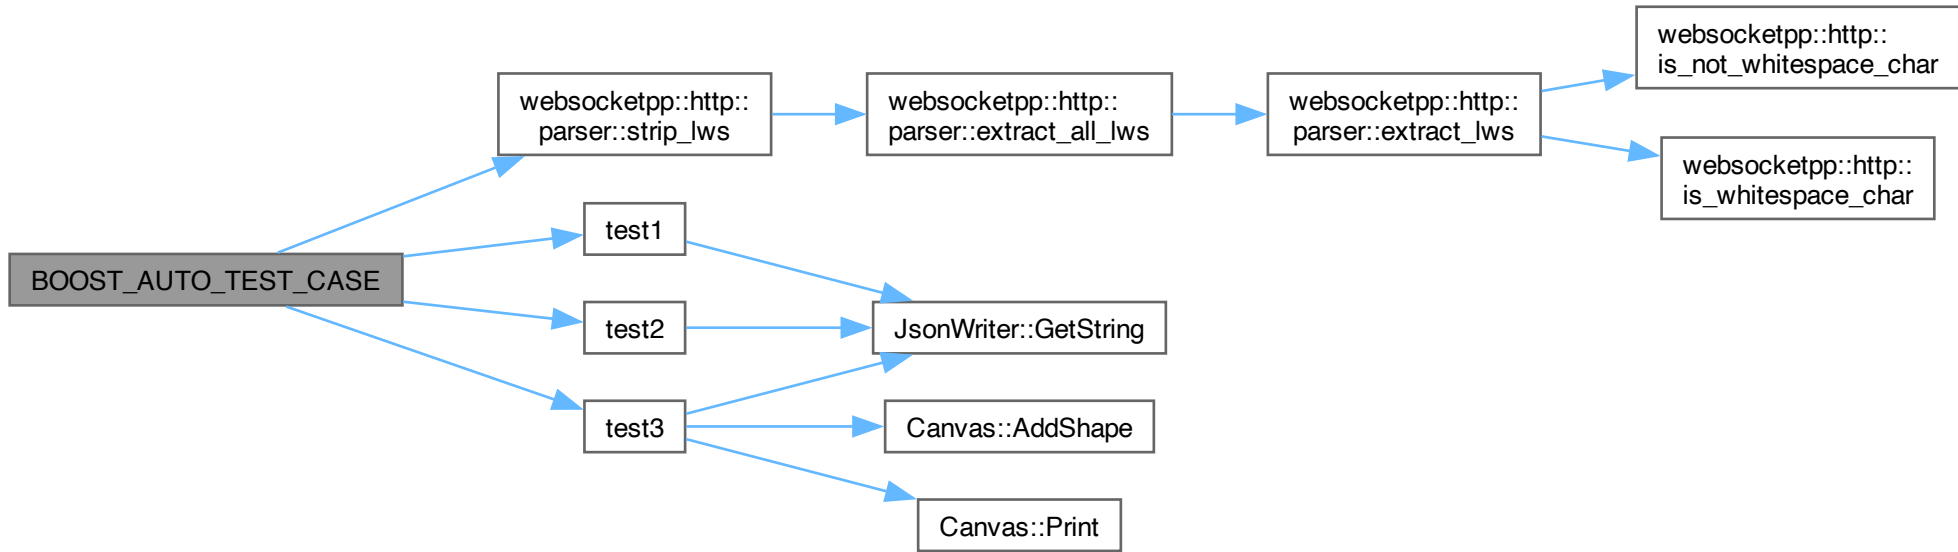 BOOST_AUTO_TEST_CASE
websocketpp::http::
parser::strip_lws
websocketpp::http::
parser::extract_all_lws
websocketpp::http::
parser::extract_lws
websocketpp::http::
is_not_whitespace_char
websocketpp::http::
is_whitespace_char
test1
test2
test3
JsonWriter::GetString
Canvas::AddShape
Canvas::Print